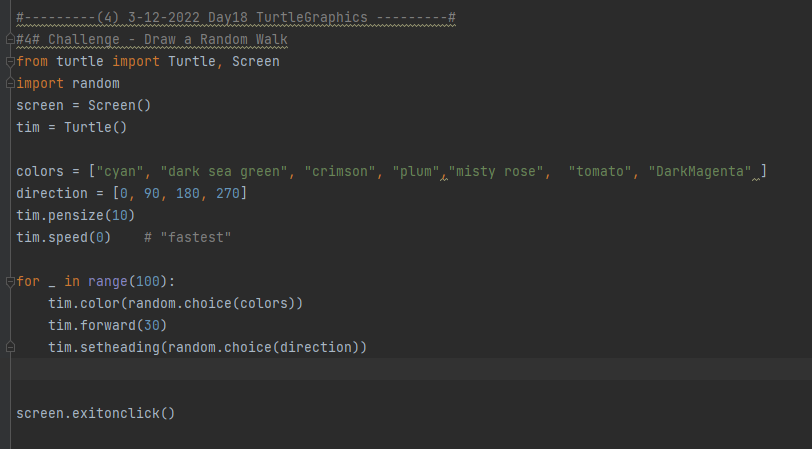 #---------(4) 3-12-2022 Day18 TurtleGraphics ---------#
#4# Challenge - Draw a Random Walk
from turtle import Turtle, Screen
import random
screen = Screen()
tim = Turtle()
colors = ["cyan", "dark sea green", "crimson", "plum","misty rose",  "tomato", "DarkMagenta" ]
direction = [0, 90, 180, 270]
tim.pensize(10)
tim.speed(0)    # "fastest"
for _ in range(100):
    tim.color(random.choice(colors))
    tim.forward(30)
    tim.setheading(random.choice(direction))
screen.exitonclick()